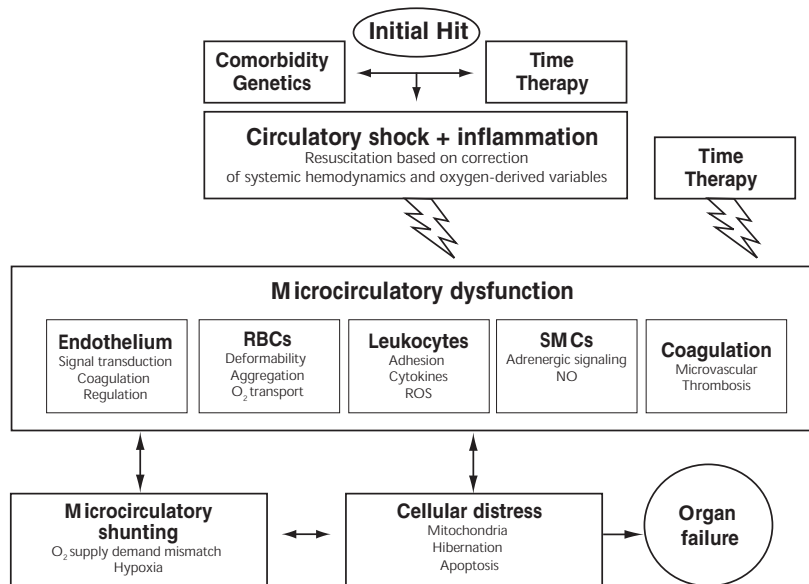 Initial Hit
Comorbidity
Genetics
Time
Therapy
Circulatory shock + inflammation
Resuscitation based on correction
of systemic hemodynamics and oxygen-derived variables
Time
Therapy
Microcirculatory dysfunction
Endothelium
Signal transduction
Coagulation
Regulation
RBCs
Deformability
Aggregation
O₂ transport
Leukocytes
Adhesion
Cytokines
ROS
SMCs
Adrenergic signaling
NO
Coagulation
Microvascular
Thrombosis
Microcirculatory
shunting
O₂ supply demand mismatch
Hypoxia
Cellular distress
Mitochondria
Hibernation
Apoptosis
Organ
failure